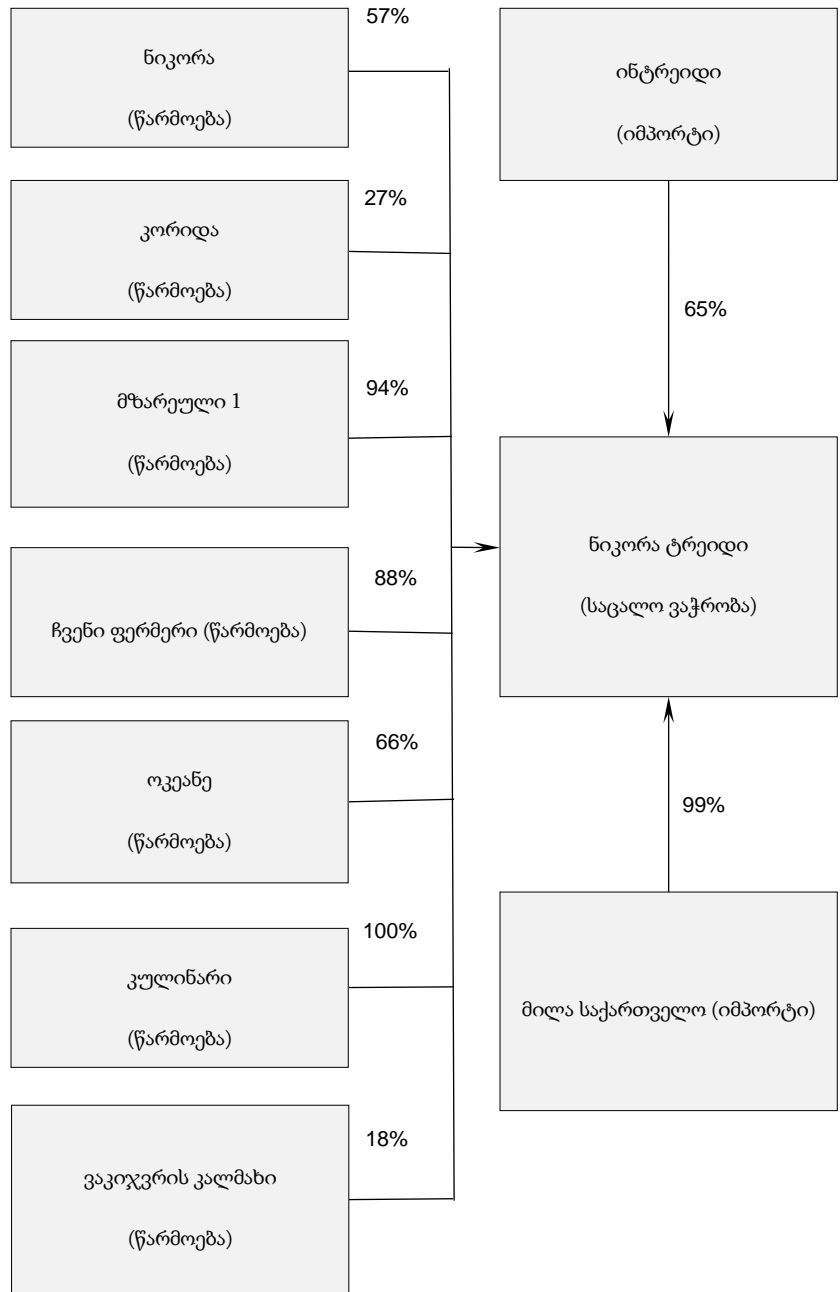 57%
ნიკორა
(წარმოება)
27%
კორიდა
(წარმოება)
94%
მზარეული 1
(წარმოება)
88%
ჩვენი ფერმერი (წარმოება)
66%
ოკეანე
(წარმოება)
100%
კულინარი
(წარმოება)
18%
ვაკიჯვრის კალმახი
(წარმოება)
ინტრეიდი
(იმპორტი)
65%
ნიკორა ტრეიდი
(საცალო ვაჭრობა)
99%
მილა საქართველო (იმპორტი)